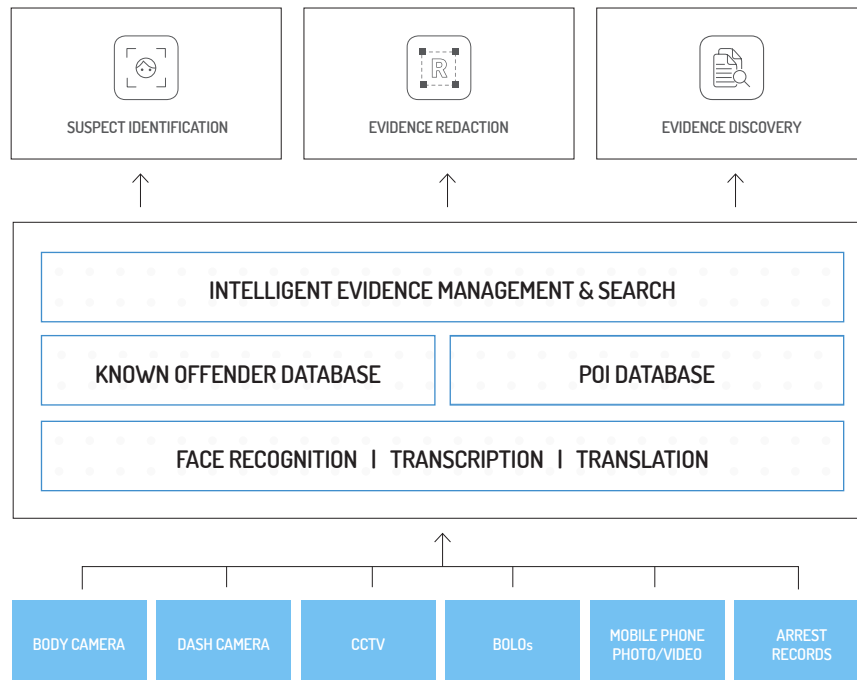 SUSPECT IDENTIFICATION
R
EVIDENCE REDACTION
EVIDENCE DISCOVERY
INTELLIGENT EVIDENCE MANAGEMENT & SEARCH
KNOWN OFFENDER DATABASE
POI DATABASE
FACE RECOGNITION | TRANSCRIPTION | TRANSLATION
BODY CAMERA
DASH CAMERA
CCTV
BOLOs
MOBILE PHONE
PHOTO/VIDEO
ARREST
RECORDS